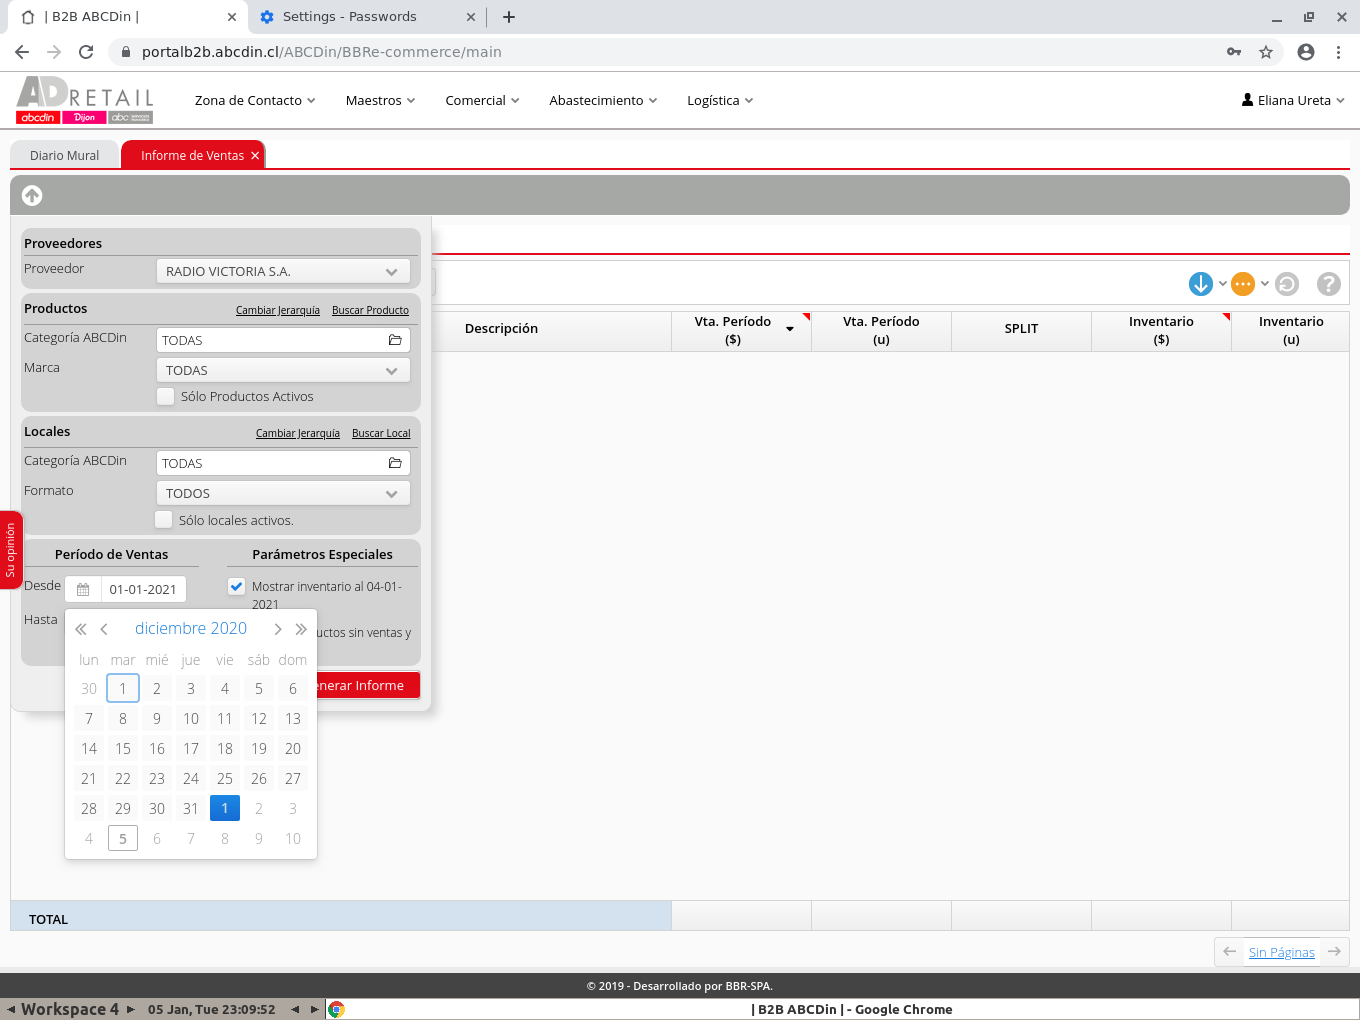 | B2B ABCDin |
Settings - Passwords
portalb2b.abcdin.cl/ABCDin/BBRe-commerce/main
ADRETAIL
abcdin Dijon abc
Zona de Contacto
Maestros
Comercial
Abastecimiento
Logística
Eliana Ureta
Diario Mural
Informe de Ventas
Proveedores
Proveedor
RADIO VICTORIA S.A.
Productos
Cambiar Jerarquía
Buscar Producto
Categoría ABCDin
TODAS
Marca
TODAS
Sólo Productos Activos
Locales
Cambiar Jerarquía
Buscar Local
Categoría ABCDin
TODAS
Formato
TODOS
Sólo locales activos.
Su opinión
Período de Ventas
Desde
01-01-2021
Hasta
Parámetros Especiales
Mostrar inventario al 04-01-
2021
uctos sin ventas y
enerar Informe
diciembre 2020
lun mar mié jue vie sáb dom
30 1 2 3 4 5 6
7 8 9 10 11 12 13
14 15 16 17 18 19 20
21 22 23 24 25 26 27
28 29 30 31 1 2 3
4 5 6 7 8 9 10
Descripción
Vta. Período
($)
Vta. Período
(u)
SPLIT
Inventario
($)
Inventario
(u)
TOTAL
Sin Páginas
© 2019 - Desarrollado por BBR-SPA.
Workspace 4
05 Jan, Tue 23:09:52
| B2B ABCDin | - Google Chrome